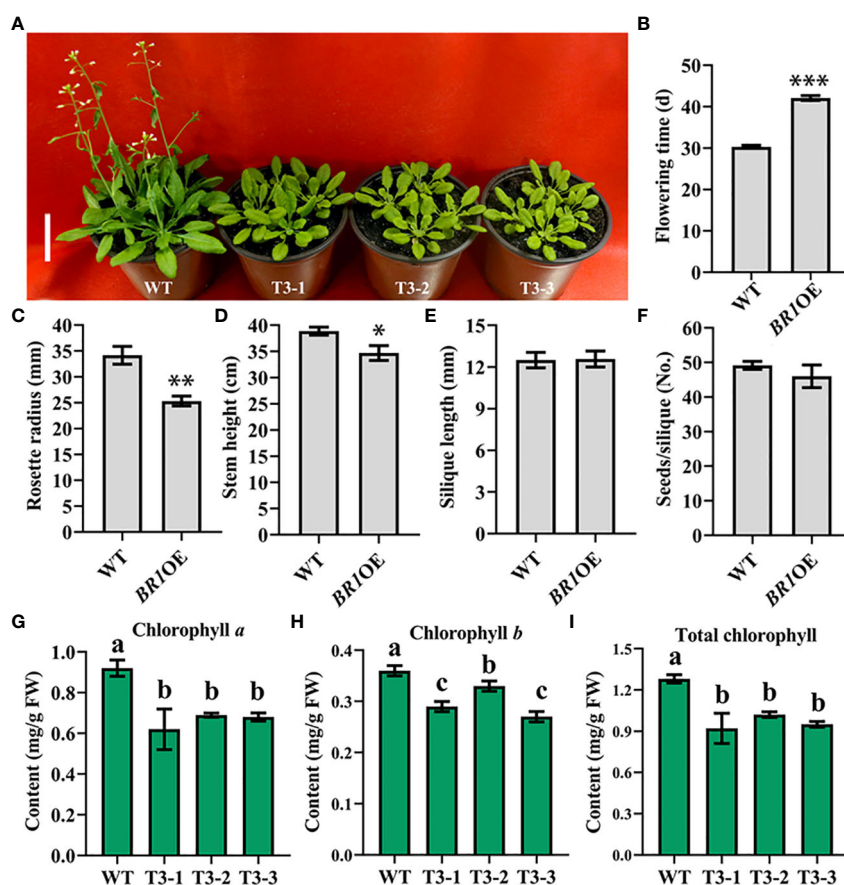 A
WT
T3-1
T3-2
T3-3
B
Flowering time (d)
50
40
30
20
10
0
***
WT
BR1OE
C
Rosette radius (mm)
40
35
30
25
20
15
10
5
0
**
WT
BR1OE
D
Stem height (cm)
40
35
30
25
20
15
10
5
0
*
WT
BR1OE
E
Silique length (mm)
15
12
9
6
3
0
WT
BR1OE
F
Seeds/silique (No.)
60
50
40
30
20
10
0
WT
BR1OE
G
Chlorophyll a
Content (mg/g FW)
1.0
0.8
0.6
0.4
0.2
0.0
a
b
b
b
WT T3-1 T3-2 T3-3
H
Chlorophyll b
Content (mg/g FW)
0.4
0.3
0.2
0.1
0.0
a
c
b
c
WT T3-1 T3-2 T3-3
I
Total chlorophyll
Content (mg/g FW)
1.5
1.2
0.9
0.6
0.3
0.0
a
b
b
b
WT T3-1 T3-2 T3-3